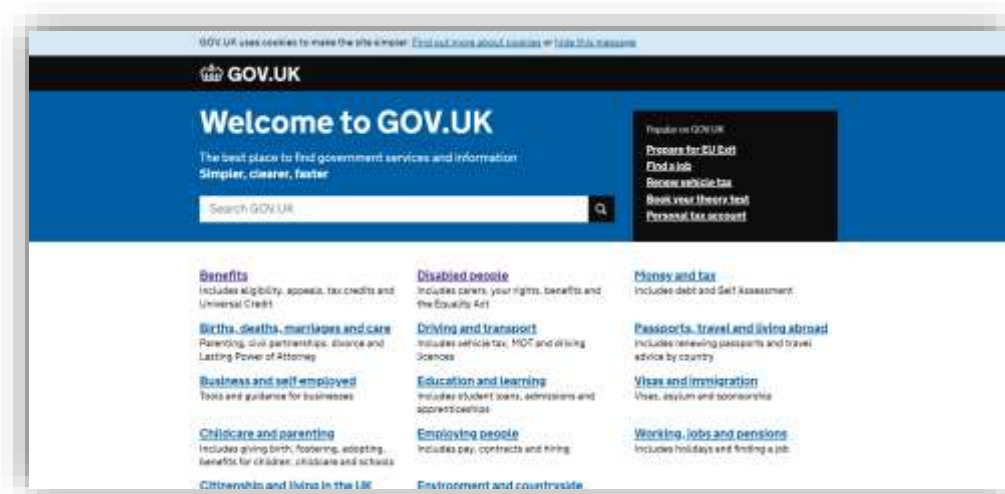 GOV.UK uses cookies to make the site simpler. Find out more about cookies or hide this message
GOV.UK
Welcome to GOV.UK
The best place to find government services and information
Simpler, clearer, faster
Search GOV.UK
Popular on GOV.UK
Prepare for EU Exit
Find a job
Renew vehicle tax
Book your theory test
Personal tax account
Benefits
Includes eligibility, appeals, tax credits and
Universal Credit
Births, deaths, marriages and care
Parenting, civil partnerships, divorce and
Lasting Power of Attorney
Business and self-employed
Tools and guidance for businesses
Childcare and parenting
Includes giving birth, fostering, adopting,
benefits for children, childcare and schools
Citizenship and living in the UK
Disabled people
Includes carers, your rights, benefits and
the Equality Act
Driving and transport
Includes vehicle tax, MOT and driving
licences
Education and learning
Includes student loans, admissions and
apprenticeships
Employing people
Includes pay, contracts and hiring
Environment and countryside
Money and tax
Includes debt and Self Assessment
Passports, travel and living abroad
Includes renewing passports and travel
advice by country
Visas and immigration
Visas, asylum and sponsorship
Working, jobs and pensions
Includes holidays and finding a job